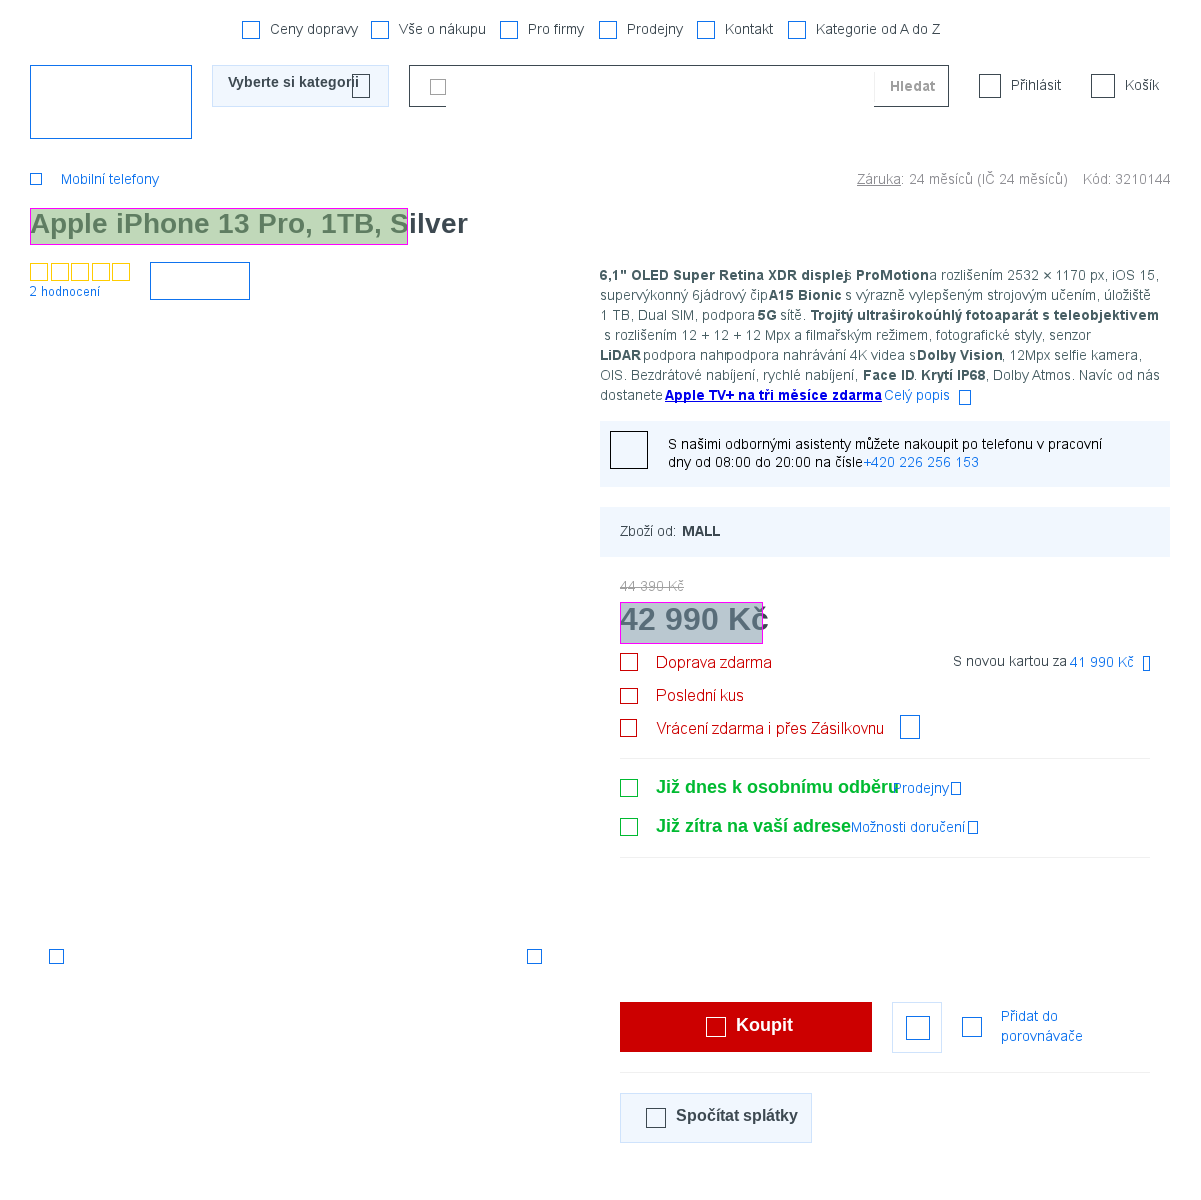 Ceny dopravy Vše o nákupu Pro firmy Prodejny Kontakt Kategorie od A do Z
Vyberte si kategorii Hledat Přihlásit Košík
Mobilní telefony Záruka: 24 měsíců (IČ 24 měsíců) Kód: 3210144
Apple iPhone 13 Pro, 1TB, Silver
2 hodnocení
6,1" OLED Super Retina XDR displej s ProMotion a rozlišením 2532 × 1170 px, iOS 15,
supervýkonný 6jádrový čip A15 Bionic s výrazně vylepšeným strojovým učením, úložiště
1 TB, Dual SIM, podpora 5G sítě. Trojitý ultraširokoúhlý fotoaparát s teleobjektivem
s rozlišením 12 + 12 + 12 Mpx a filmařským režimem, fotografické styly, senzor
LiDAR podpora nahrpodpora nahrávání 4K videa s Dolby Vision, 12Mpx selfie kamera,
OIS. Bezdrátové nabíjení, rychlé nabíjení, Face ID. Krytí IP68, Dolby Atmos. Navíc od nás
dostanete Apple TV+ na tři měsíce zdarma Celý popis
S našimi odbornými asistenty můžete nakoupit po telefonu v pracovní
dny od 08:00 do 20:00 na čísle +420 226 256 153
Zboží od: MALL
44 390 Kč
42 990 Kč
Doprava zdarma S novou kartou za 41 990 Kč
Poslední kus
Vrácení zdarma i přes Zásilkovnu
Již dnes k osobnímu odběru Prodejny
Již zítra na vaší adrese Možnosti doručení
Koupit Přidat do
porovnávače
Spočítat splátky